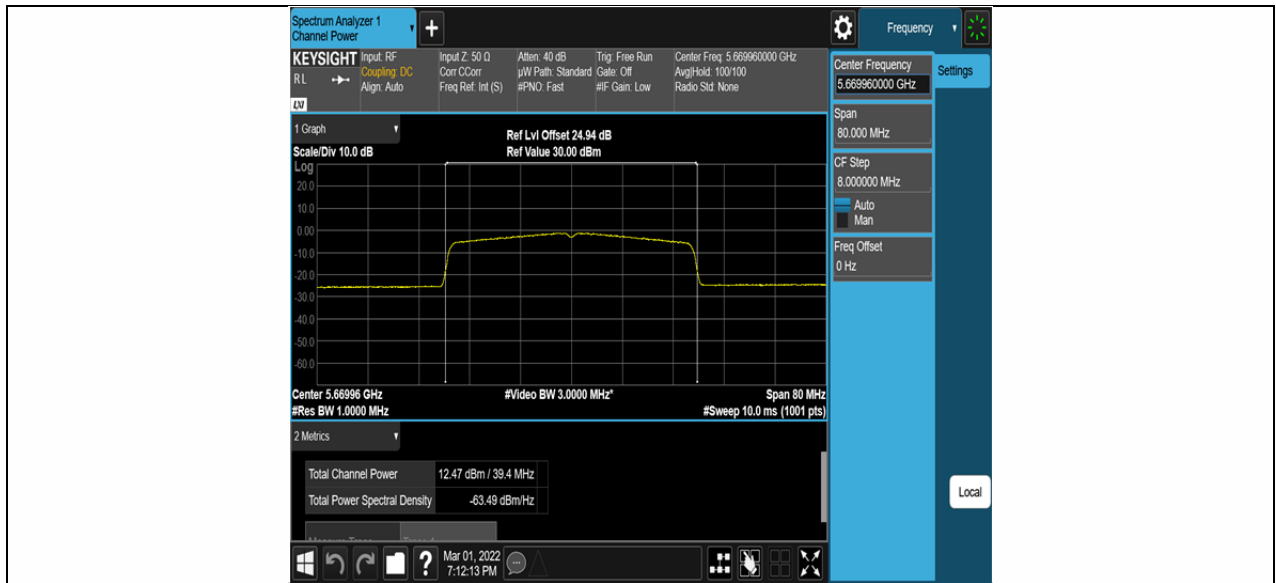 Spectrum Analyzer 1
Channel Power
+
Frequency
KEYSIGHT
RL
LXI
Input: RF
Coupling: DC
Align: Auto
Input Z: 50 Ω
Corr CCorr
Freq Ref: Int (S)
Atten: 40 dB
µW Path: Standard
#PNO: Fast
Trig: Free Run
Gate: Off
#IF Gain: Low
Center Freq: 5.669960000 GHz
Avg|Hold: 100/100
Radio Std: None
Center Frequency
5.669960000 GHz
Settings
Span
80.000 MHz
CF Step
8.000000 MHz
Auto
Man
Freq Offset
0 Hz
Local
1 Graph
Scale/Div 10.0 dB
Ref Lvl Offset 24.94 dB
Ref Value 30.00 dBm
Log
20.0
10.0
0.00
-10.0
-20.0
-30.0
-40.0
-50.0
-60.0
Center 5.66996 GHz
#Video BW 3.0000 MHz*
Span 80 MHz
#Res BW 1.0000 MHz
#Sweep 10.0 ms (1001 pts)
2 Metrics
Total Channel Power 12.47 dBm / 39.4 MHz
Total Power Spectral Density -63.49 dBm/Hz
?
Mar 01, 2022
7:12:13 PM